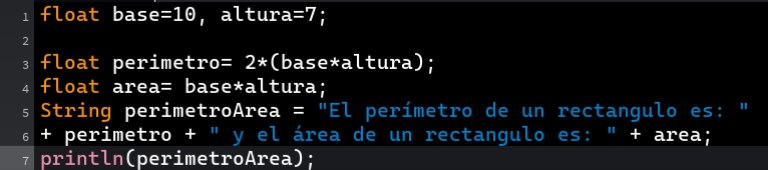 1 float base=10, altura=7;
2
3 float perimetro= 2*(base*altura);
4 float area= base*altura;
5 String perimetroArea = "El perímetro de un rectangulo es: "
6 + perimetro + " y el área de un rectangulo es: " + area;
7 println(perimetroArea);